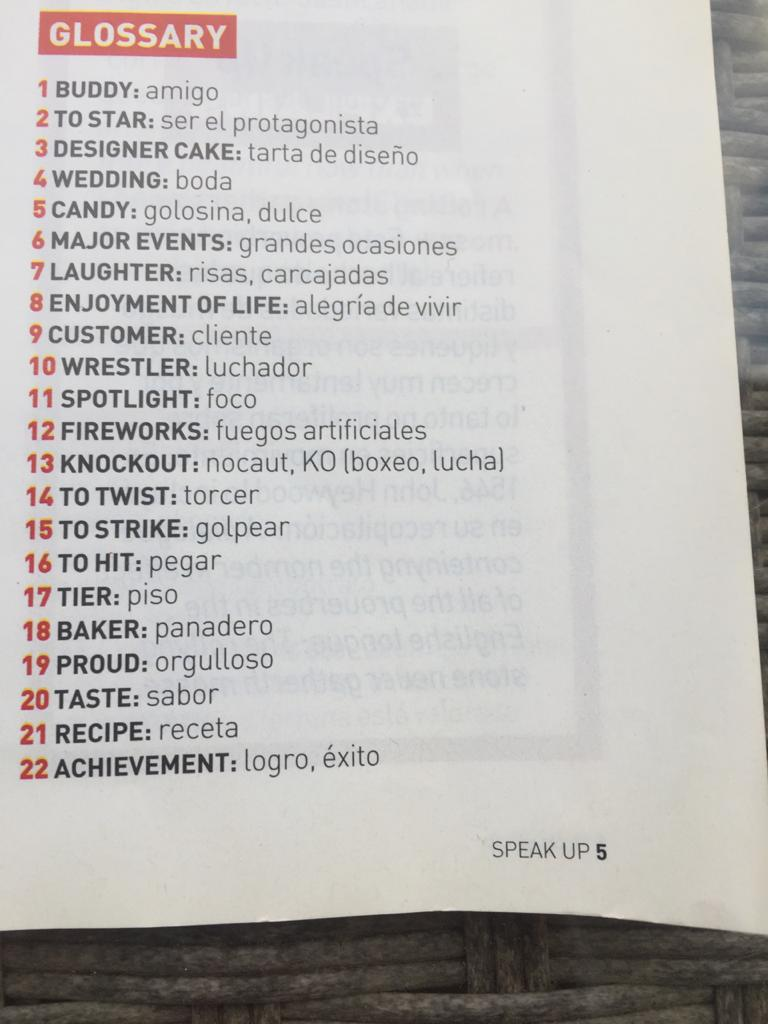 GLOSSARY
1 BUDDY: amigo
2 TO STAR: ser el protagonista
3 DESIGNER CAKE: tarta de diseño
4 WEDDING: boda
5 CANDY: golosina, dulce
6 MAJOR EVENTS: grandes ocasiones
7 LAUGHTER: risas, carcajadas
8 ENJOYMENT OF LIFE: alegría de vivir
9 CUSTOMER: cliente
10 WRESTLER: luchador
11 SPOTLIGHT: foco
12 FIREWORKS: fuegos artificiales
13 KNOCKOUT: nocaut, KO (boxeo, lucha)
14 TO TWIST: torcer
15 TO STRIKE: golpear
16 TO HIT: pegar
17 TIER: piso
18 BAKER: panadero
19 PROUD: orgulloso
20 TASTE: sabor
21 RECIPE: receta
22 ACHIEVEMENT: logro, éxito
SPEAK UP 5